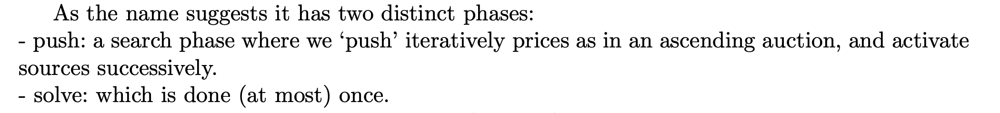 As the name suggests it has two distinct phases:
- push: a search phase where we ‘push’ iteratively prices as in an ascending auction, and activate
sources successively.
- solve: which is done (at most) once.